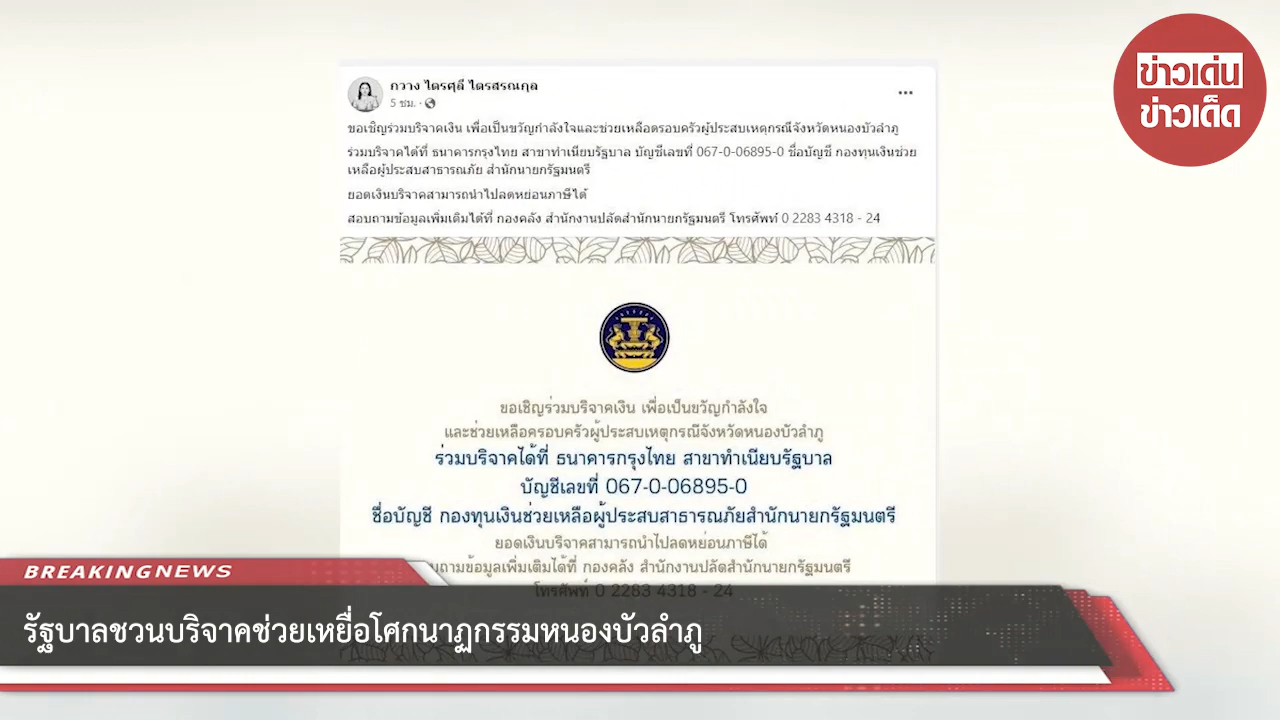 ข่าวเด่น
ข่าวเด็ด
กวาง ไตรศุลี ไตรสรณกุล
5 ชม.
ขอเชิญร่วมบริจาคเงิน เพื่อเป็นขวัญกำลังใจและช่วยเหลือครอบครัวผู้ประสบเหตุกรณีจังหวัดหนองบัวลำภู
ร่วมบริจาคได้ที่ ธนาคารกรุงไทย สาขาทำเนียบรัฐบาล บัญชีเลขที่ 067-0-06895-0 ชื่อบัญชี กองทุนเงินช่วย
เหลือผู้ประสบสาธารณภัย สำนักนายกรัฐมนตรี
ยอดเงินบริจาคสามารถนำไปลดหย่อนภาษีได้
สอบถามข้อมูลเพิ่มเติมได้ที่ กองคลัง สำนักงานปลัดสำนักนายกรัฐมนตรี โทรศัพท์ 0 2283 4318 - 24
ขอเชิญร่วมบริจาคเงิน เพื่อเป็นขวัญกำลังใจ
และช่วยเหลือครอบครัวผู้ประสบเหตุกรณีจังหวัดหนองบัวลำภู
ร่วมบริจาคได้ที่ ธนาคารกรุงไทย สาขาทำเนียบรัฐบาล
บัญชีเลขที่ 067-0-06895-0
ชื่อบัญชี กองทุนเงินช่วยเหลือผู้ประสบสาธารณภัยสำนักนายกรัฐมนตรี
ยอดเงินบริจาคสามารถนำไปลดหย่อนภาษีได้
ถามข้อมูลเพิ่มเติมได้ที่ กองคลัง สำนักงานปลัดสำนักนายกรัฐมนตรี
โทรศัพท์ 0 2283 4318 - 24
BREAKING NEWS
รัฐบาลชวนบริจาคช่วยเหยื่อโศกนาฏกรรมหนองบัวลำภู